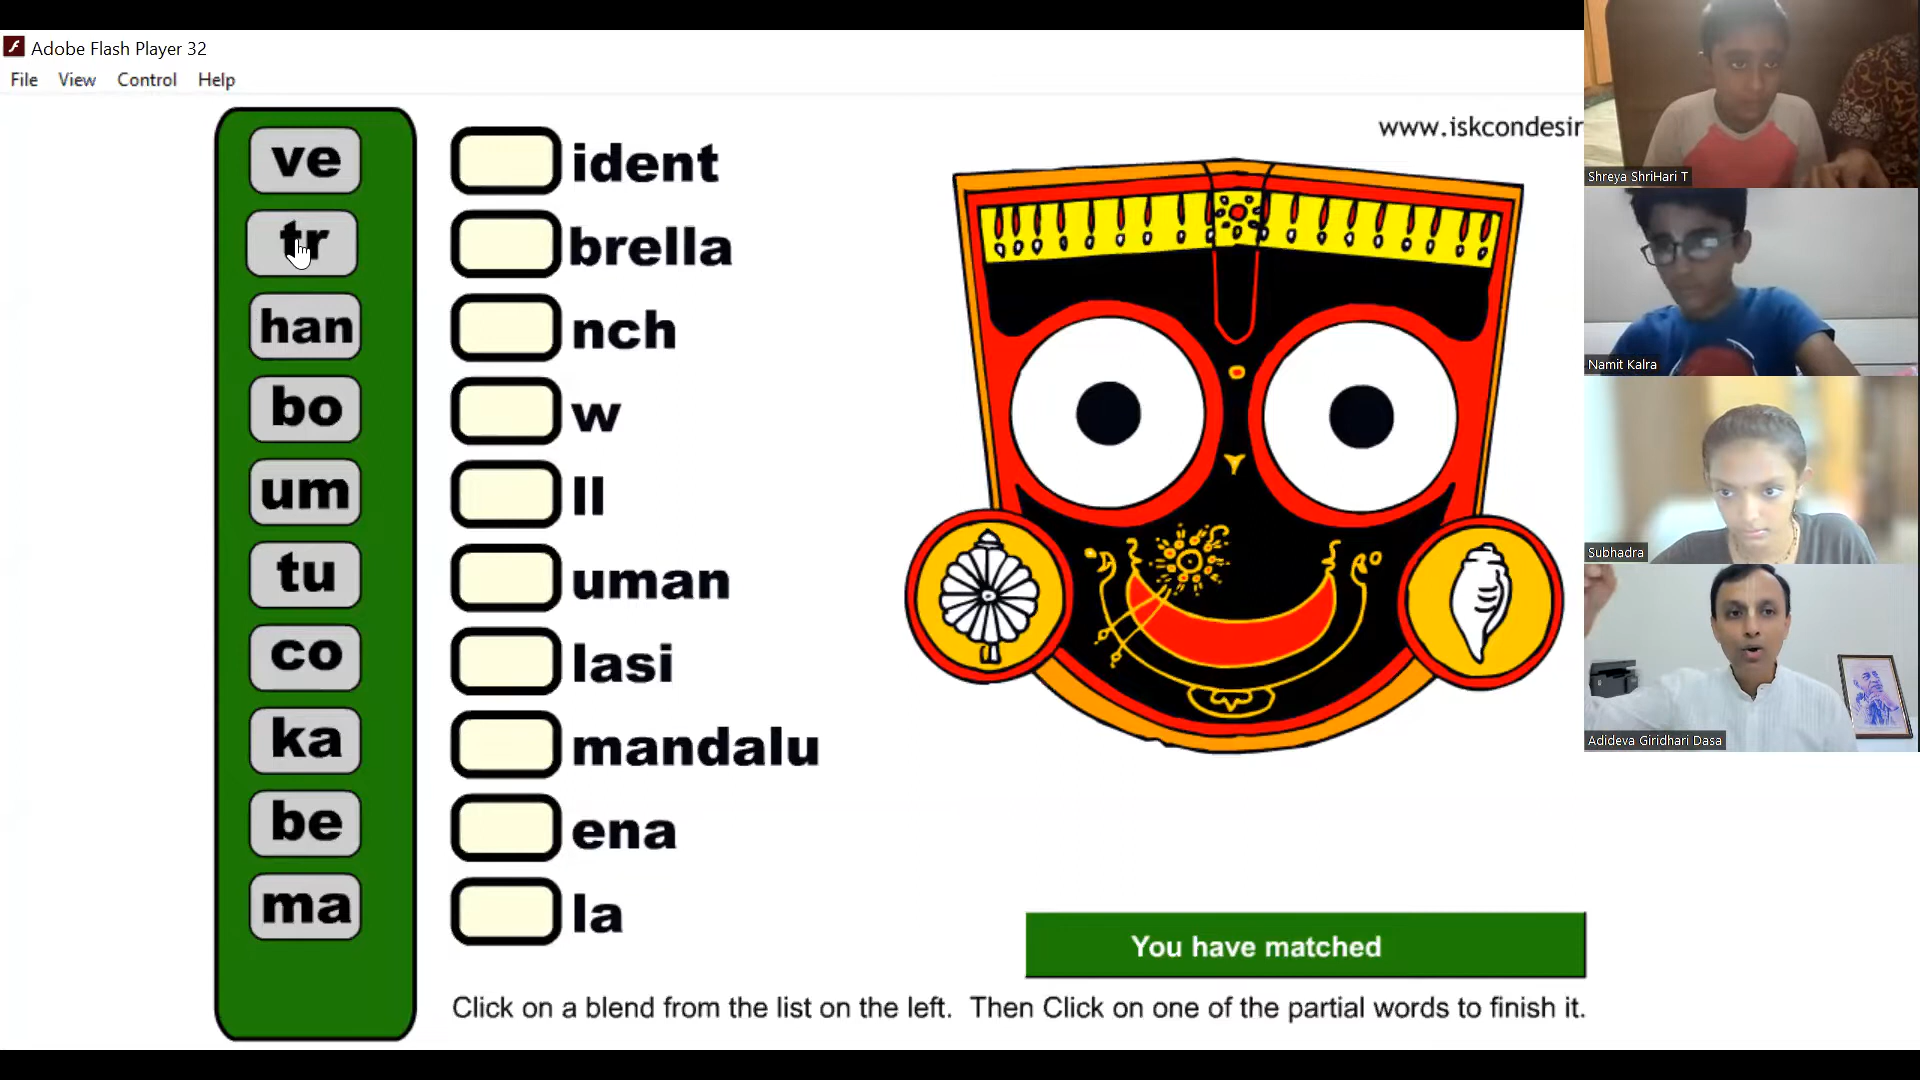 Adobe Flash Player 32
File View Control Help
www.iskcondesir
ve ident
tr brella
han nch
bo w
um ll
tu uman
co lasi
ka mandalu
be ena
ma la
You have matched
Click on a blend from the list on the left. Then Click on one of the partial words to finish it.
Shreya ShriHari T
Namit Kalra
Subhadra
Adideva Giridhari Dasa